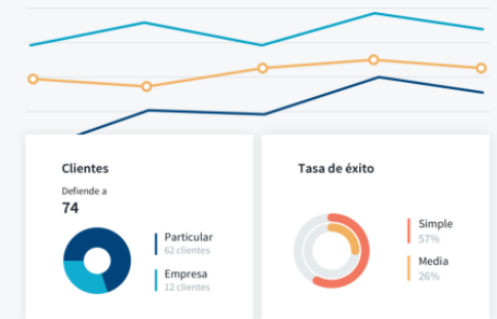 Clientes
Defiende a
74
Particular
62 clientes
Empresa
12 clientes
Tasa de éxito
Simple
57%
Media
26%